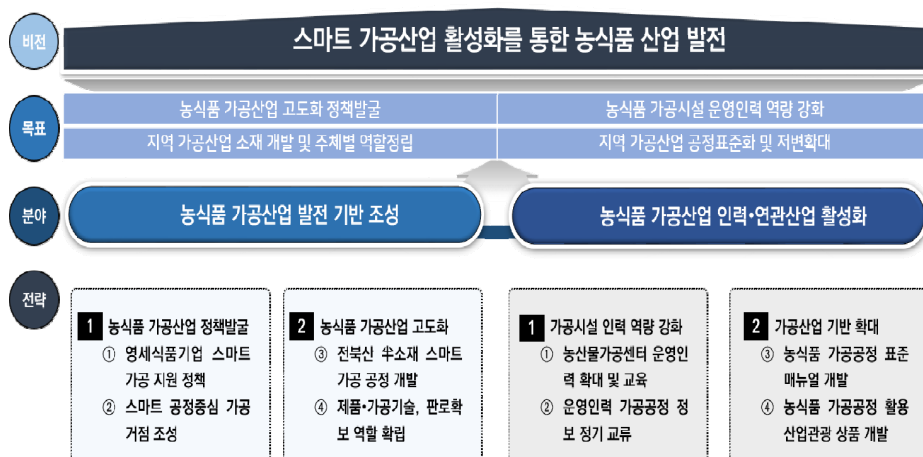 비전
스마트 가공산업 활성화를 통한 농식품 산업 발전
목표
농식품 가공산업 고도화 정책발굴
농식품 가공시설 운영인력 역량 강화
지역 가공산업 소재 개발 및 주체별 역할정립
지역 가공산업 공정표준화 및 저변확대
분야
농식품 가공산업 발전 기반 조성
농식품 가공산업 인력•연관산업 활성화
전략
1 농식품 가공산업 정책발굴
① 영세식품기업 스마트
가공 지원 정책
② 스마트 공정중심 가공
거점 조성
2 농식품 가공산업 고도화
③ 전북산 半소재 스마트
가공 공정 개발
④ 제품•가공기술, 판로확
보 역할 확립
1 가공시설 인력 역량 강화
① 농산물가공센터 운영인
력 확대 및 교육
② 운영인력 가공공정 정
보 정기 교류
2 가공산업 기반 확대
③ 농식품 가공공정 표준
매뉴얼 개발
④ 농식품 가공공정 활용
산업관광 상품 개발